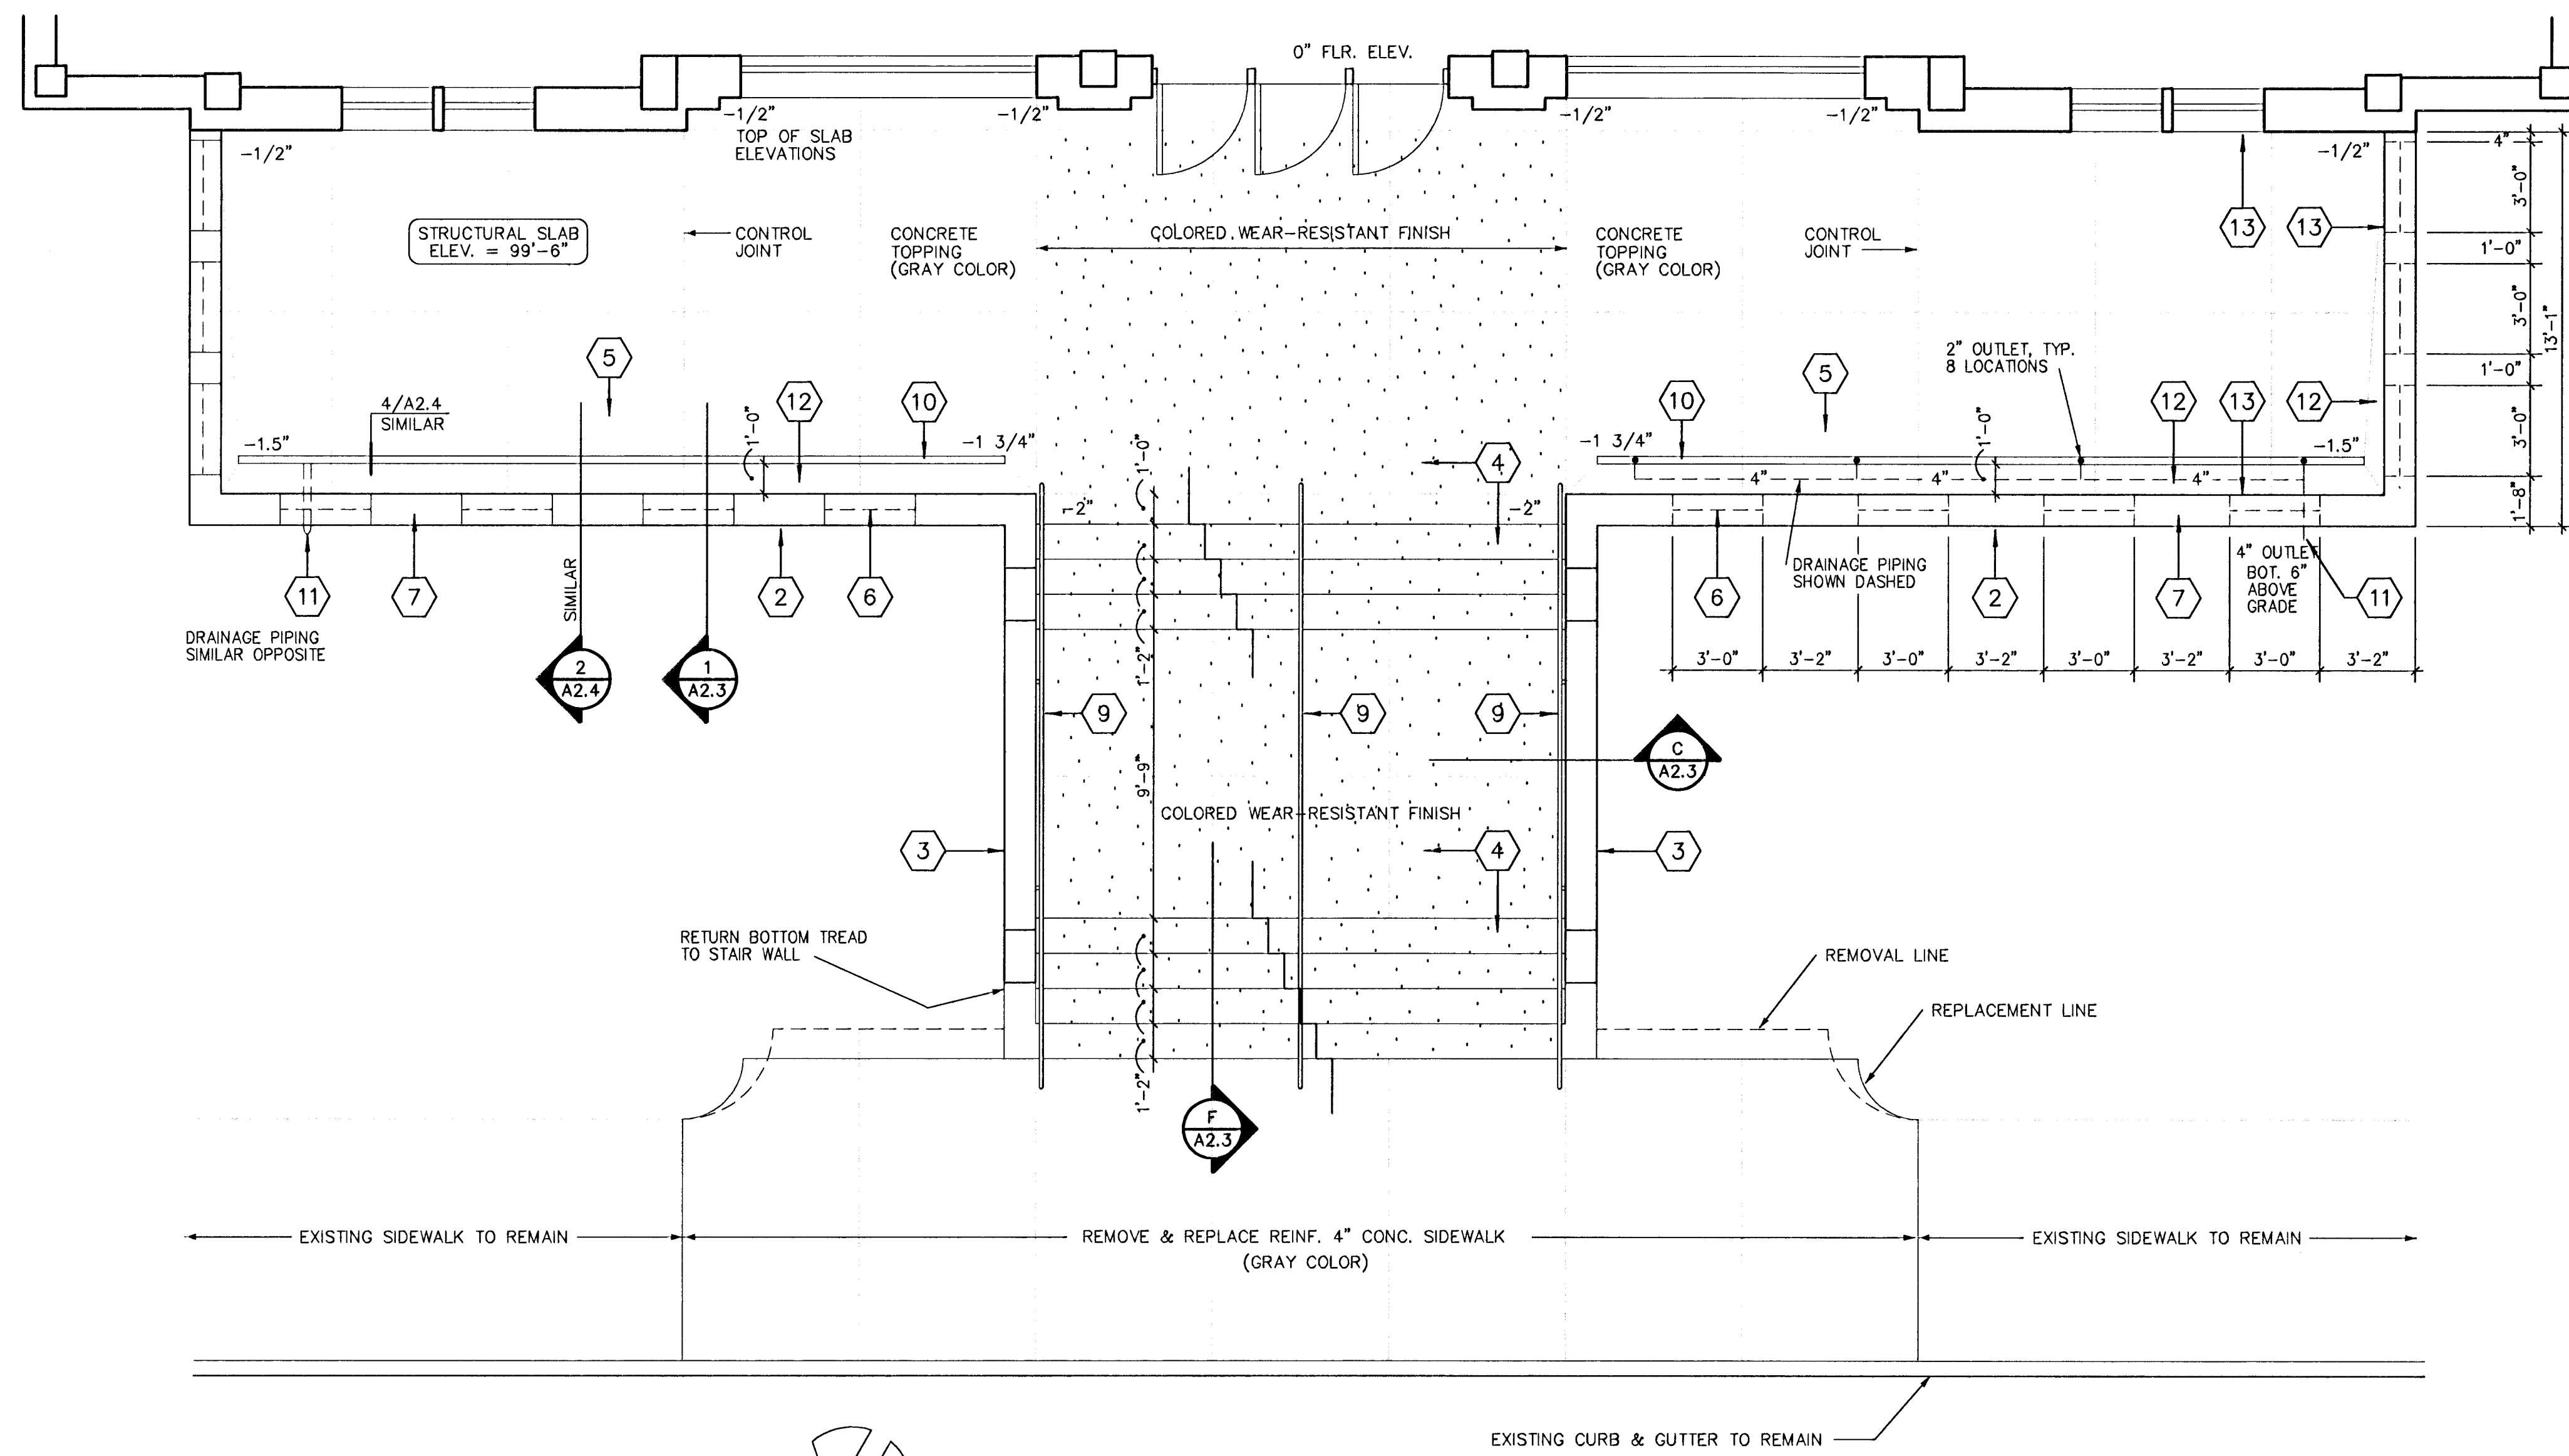 0" FLR. ELEV.
-1/2"
-1/2"
-1/2"
-1/2"
TOP OF SLAB
ELEVATIONS
-1/2"
-1/2"
4"
3'-0"
STRUCTURAL SLAB
ELEV. = 99'-6"
CONTROL
JOINT
CONCRETE
TOPPING
(GRAY COLOR)
COLORED WEAR-RESISTANT FINISH
CONCRETE
TOPPING
(GRAY COLOR)
CONTROL
JOINT
13
13
1'-0"
3'-0"
13'-1"
5
2" OUTLET, TYP.
8 LOCATIONS
5
1'-0"
4/A2.4
SIMILAR
12
10
10
12
13
12
3'-0"
-1.5"
1'-0"
-1 3/4"
1'-0"
-1 3/4"
1'-0"
-1.5"
4
4"
4"
4"
1'-8"
-2"
-2"
11
7
SIMILAR
2
6
DRAINAGE PIPING
SHOWN DASHED
6
2
7
4" OUTLET
BOT. 6"
ABOVE
GRADE
11
DRAINAGE PIPING
SIMILAR OPPOSITE
1'-2"
3'-0"
3'-2"
3'-0"
3'-2"
3'-0"
3'-2"
3'-0"
3'-2"
2
A2.4
1
A2.3
9
9
9
C
A2.3
9'-9"
COLORED WEAR-RESISTANT FINISH
3
4
3
RETURN BOTTOM TREAD
TO STAIR WALL
REMOVAL LINE
REPLACEMENT LINE
1'-2"
F
A2.3
EXISTING SIDEWALK TO REMAIN
REMOVE & REPLACE REINF. 4" CONC. SIDEWALK
(GRAY COLOR)
EXISTING SIDEWALK TO REMAIN
EXISTING CURB & GUTTER TO REMAIN